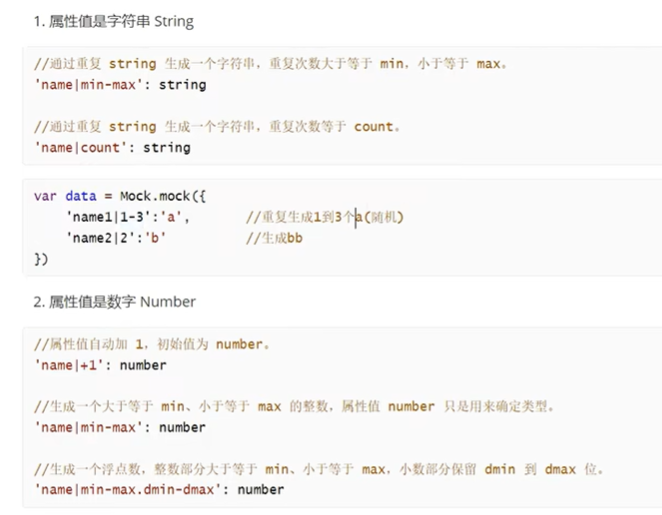 1. 属性值是字符串 String
//通过重复 string 生成一个字符串，重复次数大于等于 min，小于等于 max。
'name|min-max': string
//通过重复 string 生成一个字符串，重复次数等于 count。
'name|count': string
var data = Mock.mock({
    'name1|1-3':'a',        //重复生成1到3个a(随机)
    'name2|2':'b'           //生成bb
})
2. 属性值是数字 Number
//属性值自动加 1，初始值为 number。
'name|+1': number
//生成一个大于等于 min、小于等于 max 的整数，属性值 number 只是用来确定类型。
'name|min-max': number
//生成一个浮点数，整数部分大于等于 min、小于等于 max，小数部分保留 dmin 到 dmax 位。
'name|min-max.dmin-dmax': number